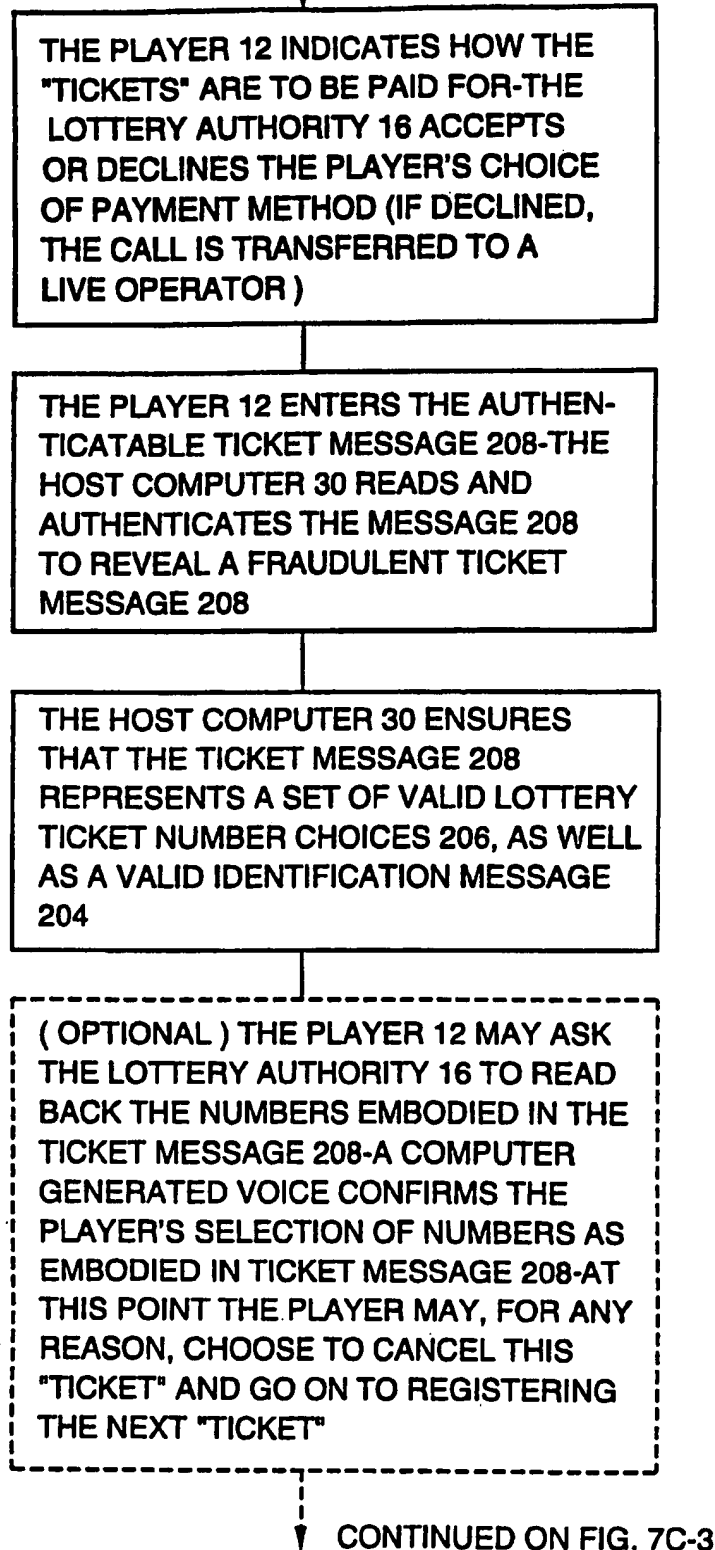 THE PLAYER 12 INDICATES HOW THE
"TICKETS" ARE TO BE PAID FOR-THE
LOTTERY AUTHORITY 16 ACCEPTS
OR DECLINES THE PLAYER'S CHOICE
OF PAYMENT METHOD (IF DECLINED,
THE CALL IS TRANSFERRED TO A
LIVE OPERATOR )
THE PLAYER 12 ENTERS THE AUTHEN-
TICATABLE TICKET MESSAGE 208-THE
HOST COMPUTER 30 READS AND
AUTHENTICATES THE MESSAGE 208
TO REVEAL A FRAUDULENT TICKET
MESSAGE 208
THE HOST COMPUTER 30 ENSURES
THAT THE TICKET MESSAGE 208
REPRESENTS A SET OF VALID LOTTERY
TICKET NUMBER CHOICES 206, AS WELL
AS A VALID IDENTIFICATION MESSAGE
204
( OPTIONAL ) THE PLAYER 12 MAY ASK
THE LOTTERY AUTHORITY 16 TO READ
BACK THE NUMBERS EMBODIED IN THE
TICKET MESSAGE 208-A COMPUTER
GENERATED VOICE CONFIRMS THE
PLAYER'S SELECTION OF NUMBERS AS
EMBODIED IN TICKET MESSAGE 208-AT
THIS POINT THE PLAYER MAY, FOR ANY
REASON, CHOOSE TO CANCEL THIS
"TICKET" AND GO ON TO REGISTERING
THE NEXT "TICKET"
CONTINUED ON FIG. 7C-3